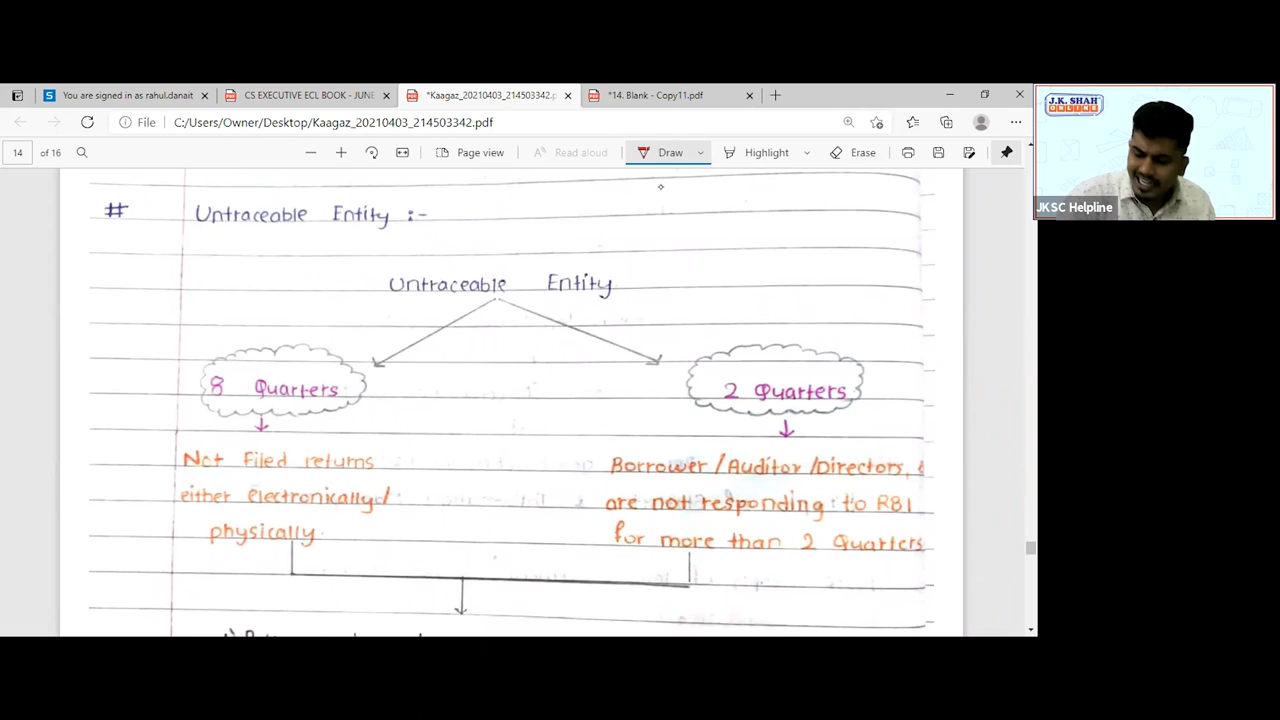 You are signed in as rahul.danait
CS EXECUTIVE ECL BOOK - JUNE
*Kaagaz_20210403_214503342.p
*14. Blank - Copy11.pdf
File C:/Users/Owner/Desktop/Kaagaz_20210403_214503342.pdf
14 of 16
Page view
Read aloud
Draw
Highlight
Erase
J.K. SHAH
ONLINE
JKSC Helpline
# Untraceable Entity :-
Untraceable Entity
8 Quarters
2 Quarters
Not Filed returns
either electronically/
physically.
Borrower/Auditor/Directors,
are not responding to RBI
for more than 2 Quarters